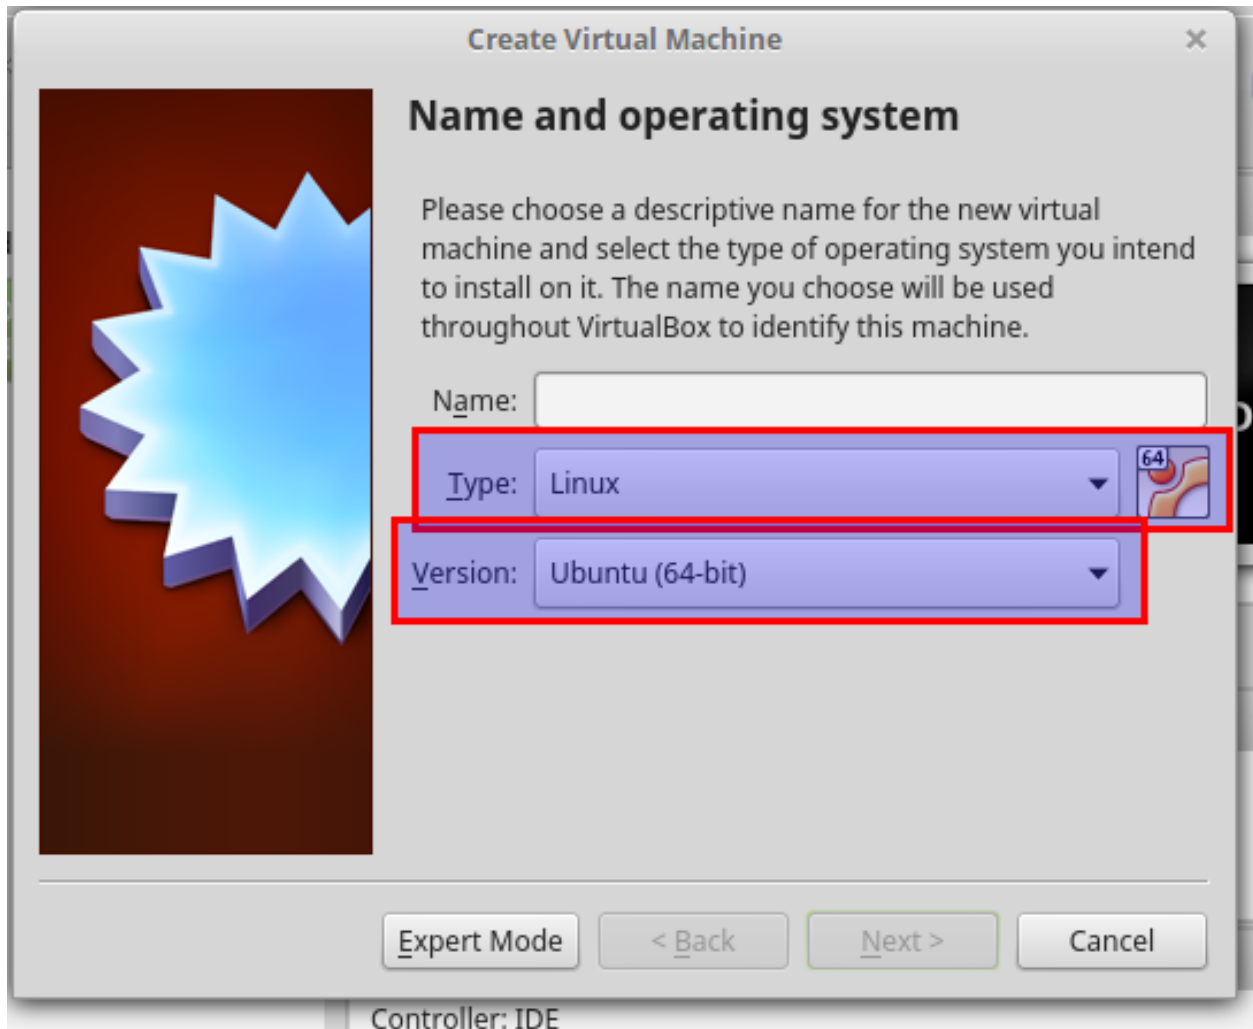 Create Virtual Machine
Name and operating system
Please choose a descriptive name for the new virtual
machine and select the type of operating system you intend
to install on it. The name you choose will be used
throughout VirtualBox to identify this machine.
Name:
Type: Linux 64
Version: Ubuntu (64-bit)
Expert Mode < Back Next > Cancel
Controller: IDE